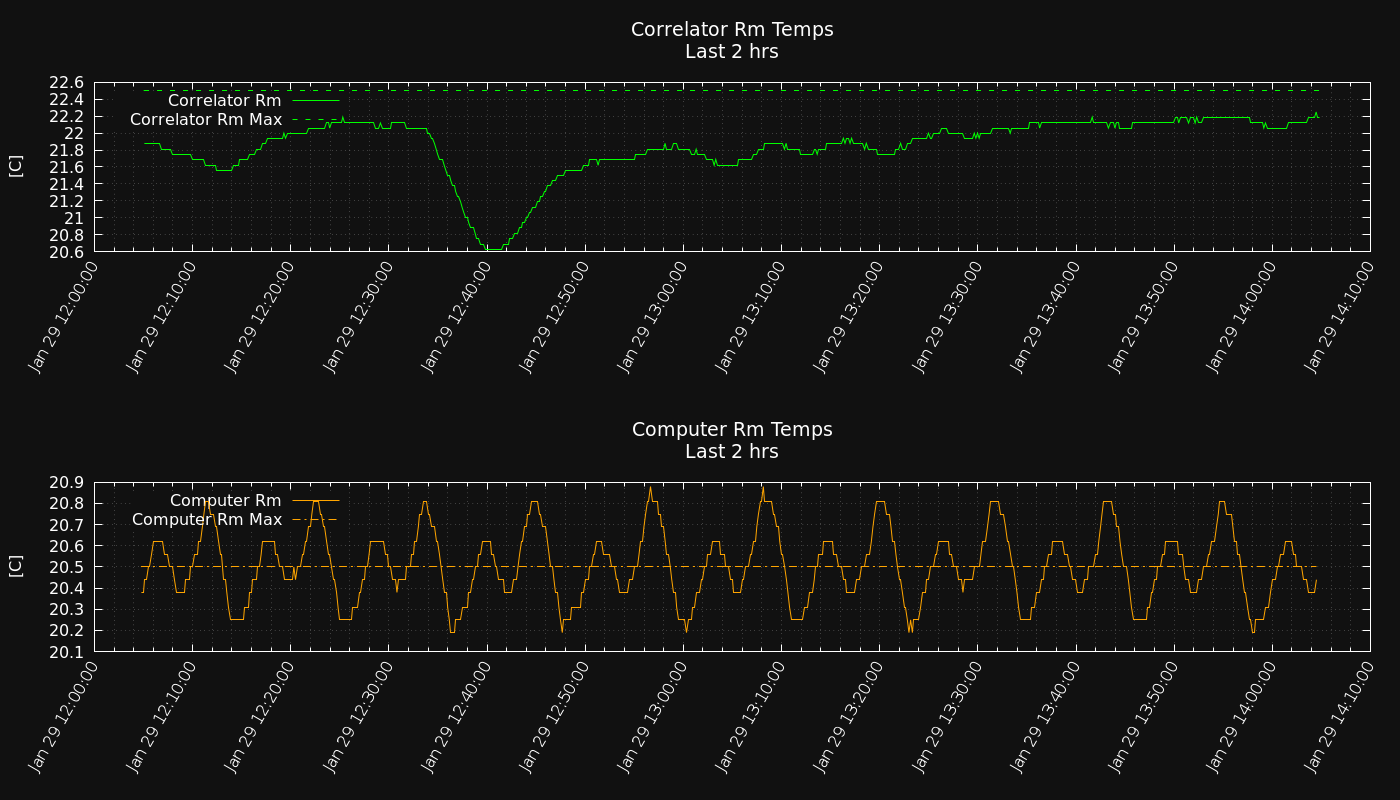 Correlator Rm Temps
Last 2 hrs
22.6
22.4
22.2
22
21.8
21.6
21.4
21.2
21
20.8
20.6
[C]
Correlator Rm
Correlator Rm Max
Jan 29 12:00:00
Jan 29 12:10:00
Jan 29 12:20:00
Jan 29 12:30:00
Jan 29 12:40:00
Jan 29 12:50:00
Jan 29 13:00:00
Jan 29 13:10:00
Jan 29 13:20:00
Jan 29 13:30:00
Jan 29 13:40:00
Jan 29 13:50:00
Jan 29 14:00:00
Jan 29 14:10:00
Computer Rm Temps
Last 2 hrs
20.9
20.8
20.7
20.6
20.5
20.4
20.3
20.2
20.1
[C]
Computer Rm
Computer Rm Max
Jan 29 12:00:00
Jan 29 12:10:00
Jan 29 12:20:00
Jan 29 12:30:00
Jan 29 12:40:00
Jan 29 12:50:00
Jan 29 13:00:00
Jan 29 13:10:00
Jan 29 13:20:00
Jan 29 13:30:00
Jan 29 13:40:00
Jan 29 13:50:00
Jan 29 14:00:00
Jan 29 14:10:00